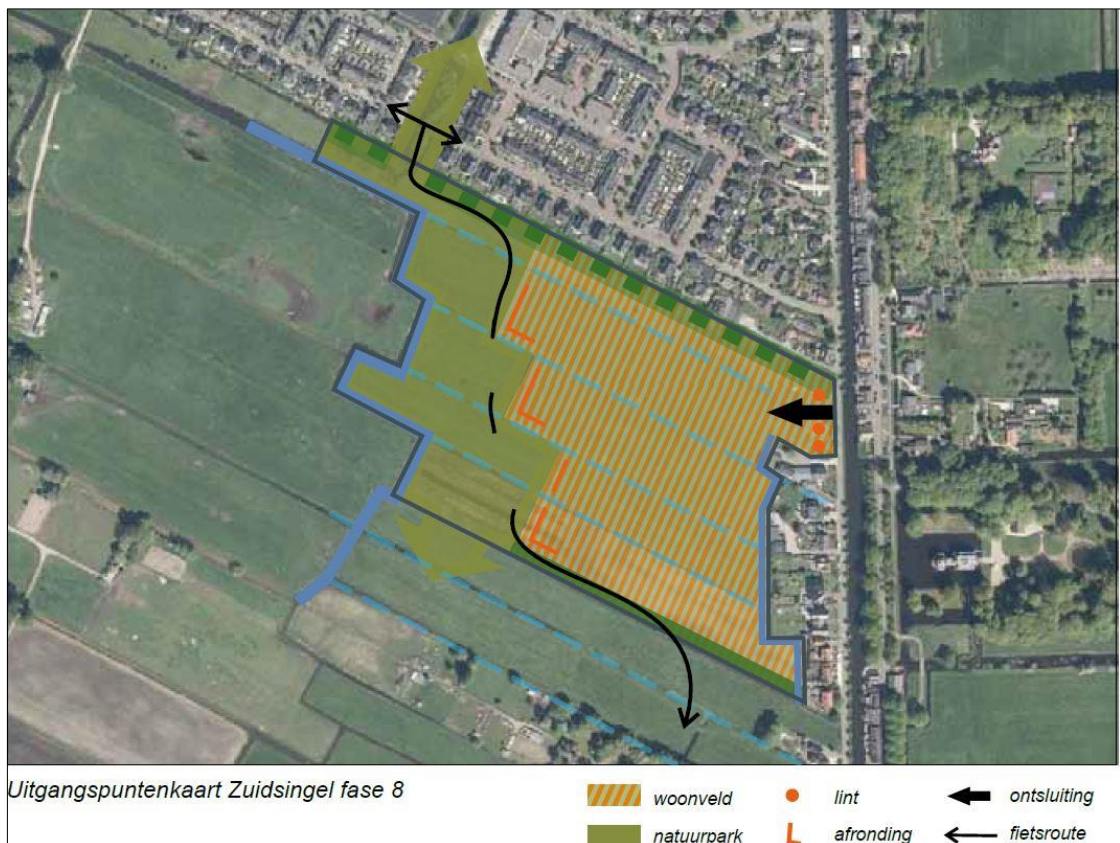 Uitgangspuntenkaart Zuidsingel fase 8
woonveld
lint
ontsluiting
natuurpark
afronding
fietsroute